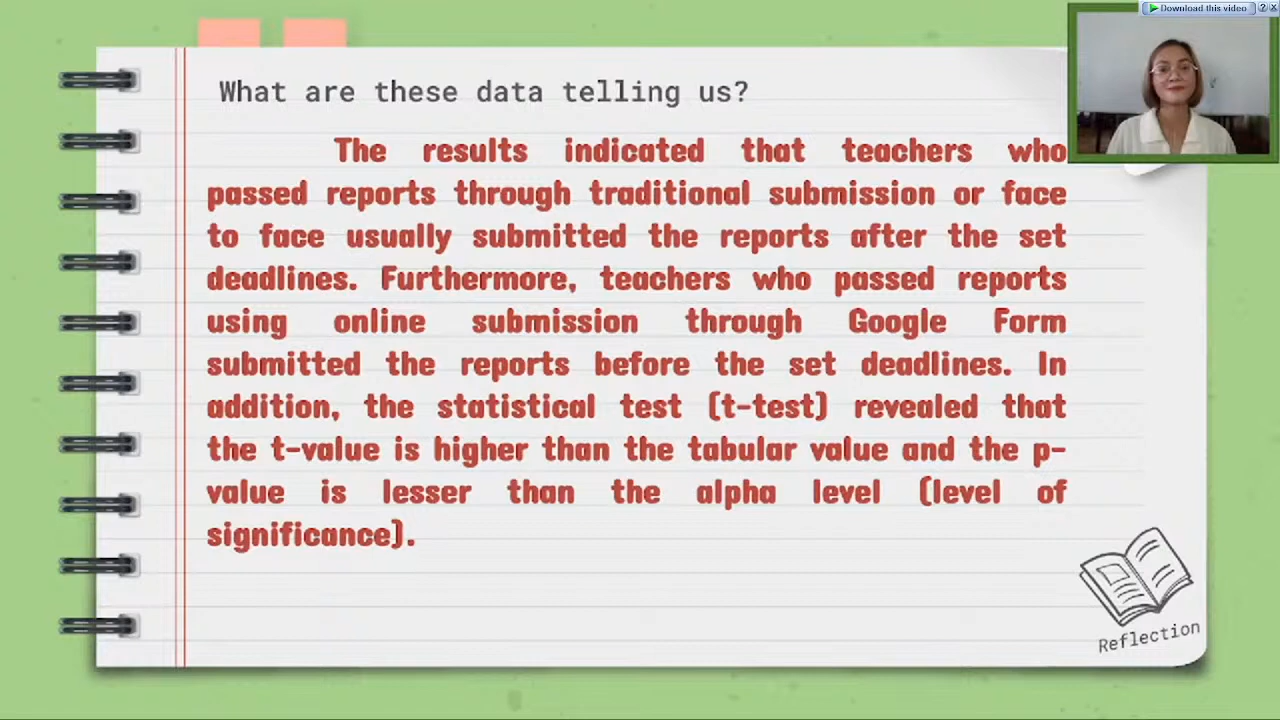 Download this video
What are these data telling us?
The results indicated that teachers who
passed reports through traditional submission or face
to face usually submitted the reports after the set
deadlines. Furthermore, teachers who passed reports
using online submission through Google Form
submitted the reports before the set deadlines. In
addition, the statistical test (t-test) revealed that
the t-value is higher than the tabular value and the p-
value is lesser than the alpha level (level of
significance).
Reflection